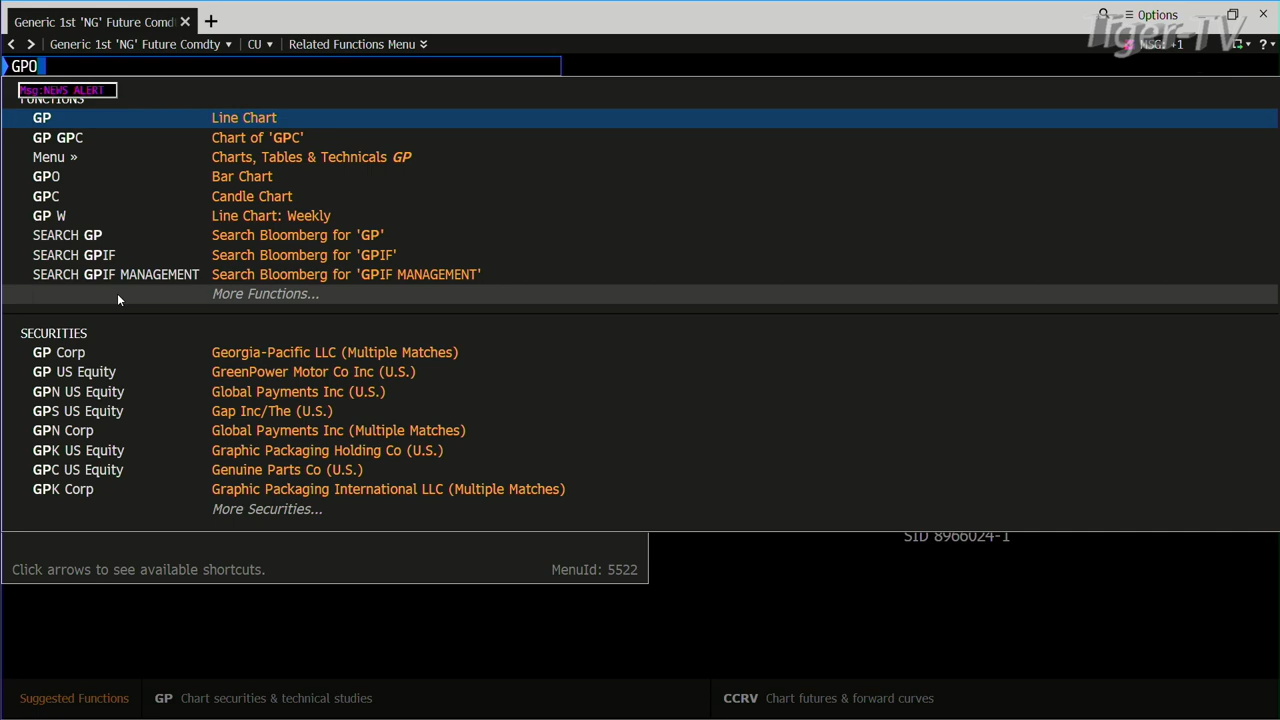 Generic 1st 'NG' Future Comd
Options
Tiger-TV
Generic 1st 'NG' Future Comdty CU Related Functions Menu
MSG: +1
GPO
Msg:NEWS ALERT
FUNCTIONS
GP Line Chart
GP GPC Chart of 'GPC'
Menu » Charts, Tables & Technicals GP
GPO Bar Chart
GPC Candle Chart
GP W Line Chart: Weekly
SEARCH GP Search Bloomberg for 'GP'
SEARCH GPIF Search Bloomberg for 'GPIF'
SEARCH GPIF MANAGEMENT Search Bloomberg for 'GPIF MANAGEMENT'
More Functions...
SECURITIES
GP Corp Georgia-Pacific LLC (Multiple Matches)
GP US Equity GreenPower Motor Co Inc (U.S.)
GPN US Equity Global Payments Inc (U.S.)
GPS US Equity Gap Inc/The (U.S.)
GPN Corp Global Payments Inc (Multiple Matches)
GPK US Equity Graphic Packaging Holding Co (U.S.)
GPC US Equity Genuine Parts Co (U.S.)
GPK Corp Graphic Packaging International LLC (Multiple Matches)
More Securities...
SID 8966024-1
Click arrows to see available shortcuts. MenuId: 5522
Suggested Functions GP Chart securities & technical studies CCRV Chart futures & forward curves